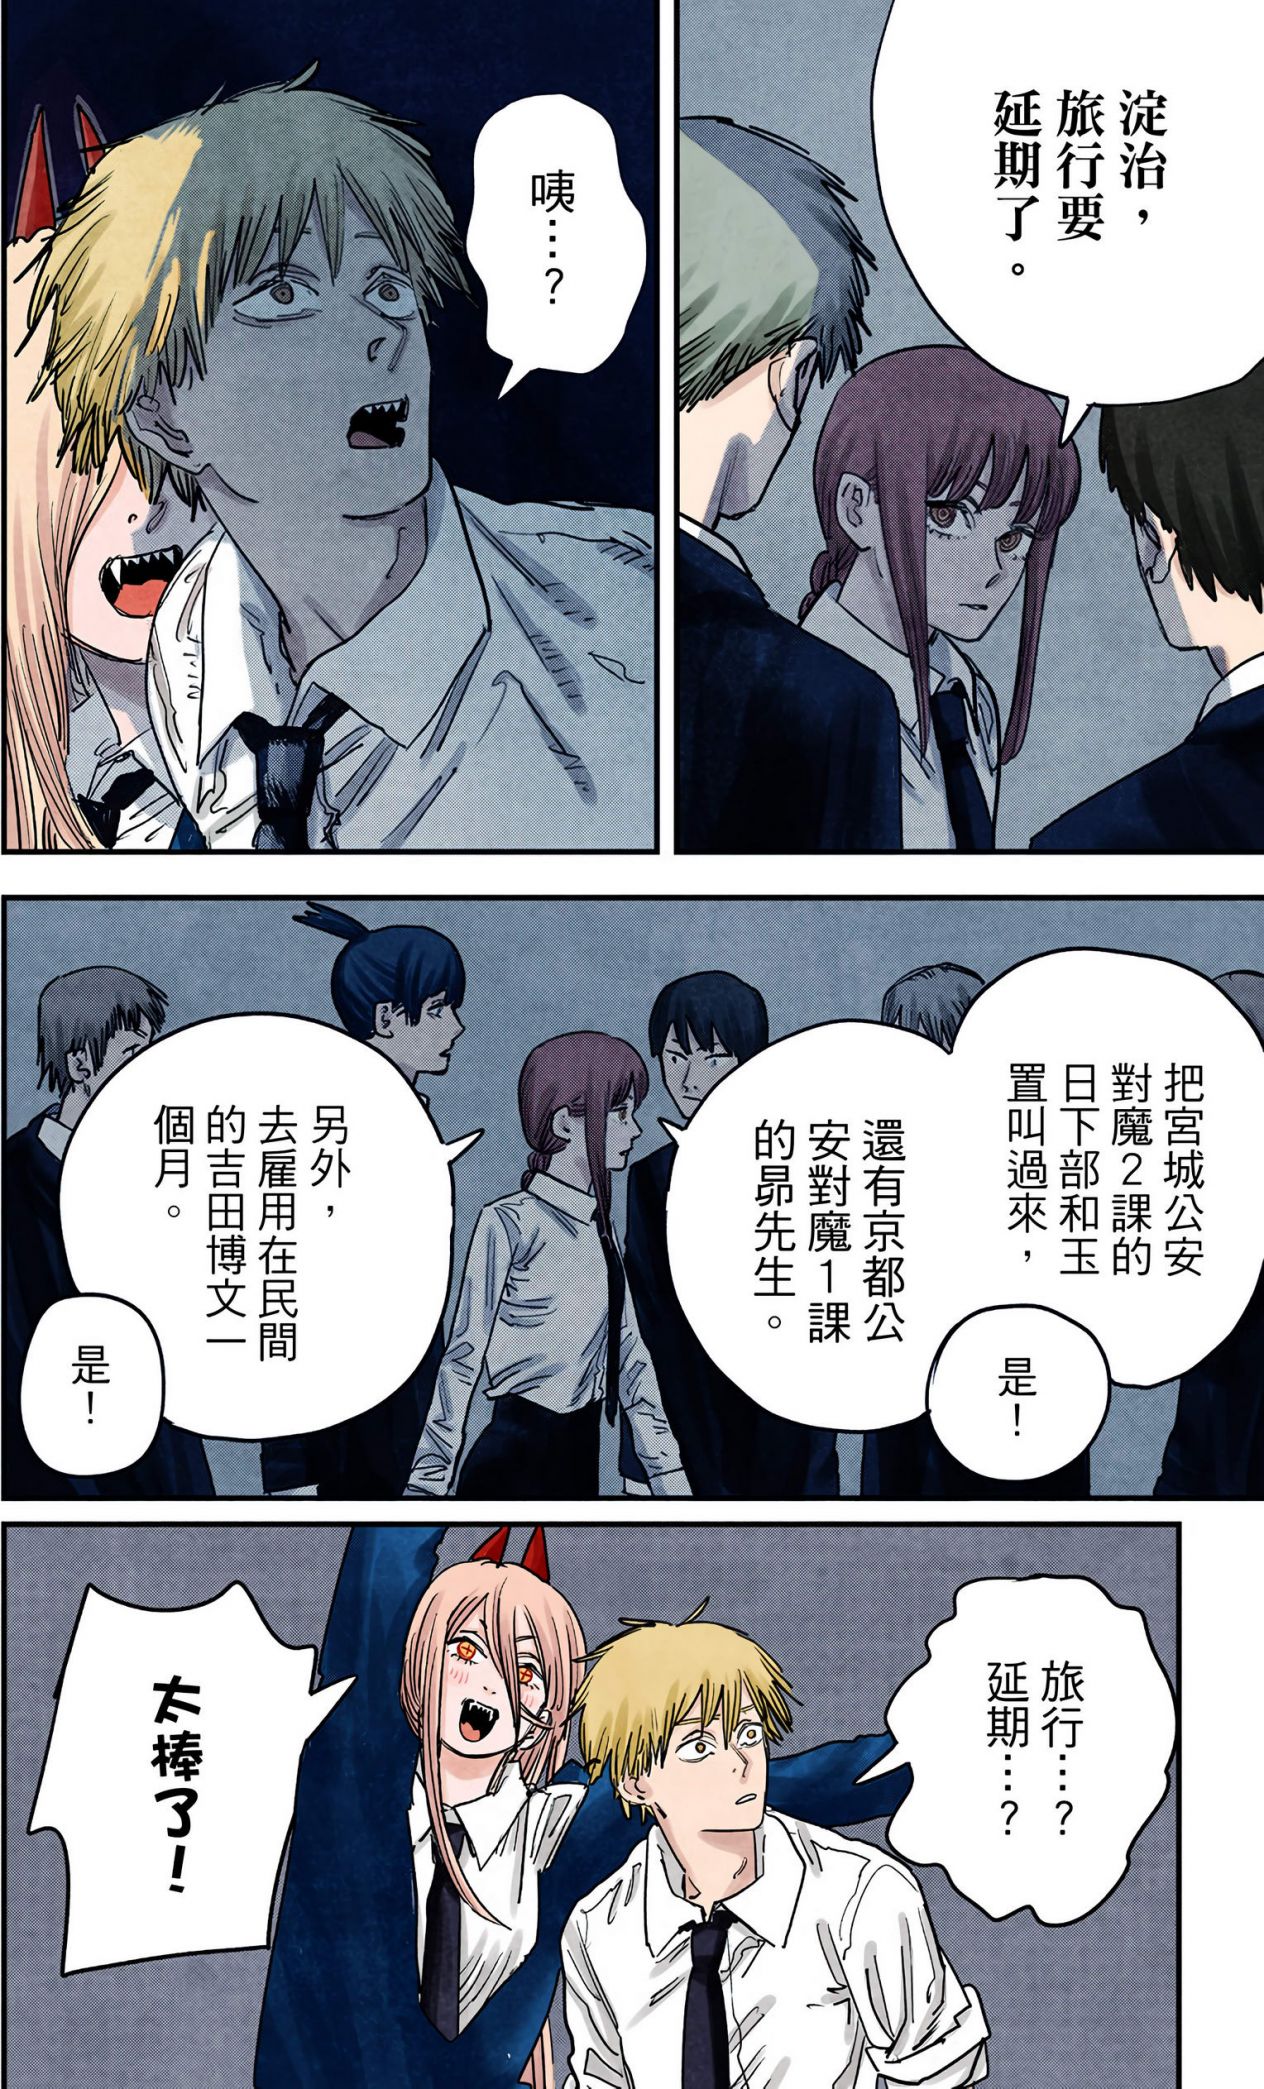 淀治，
旅行要
延期了。
咦…？
把宮城公安
對魔2課的
日下部和玉
置叫過來，
是！
還有京都公
安對魔1課
的昴先生。
另外，
去雇用在民間
的吉田博文一
個月。
是！
旅行…？
延期…？
太棒了！